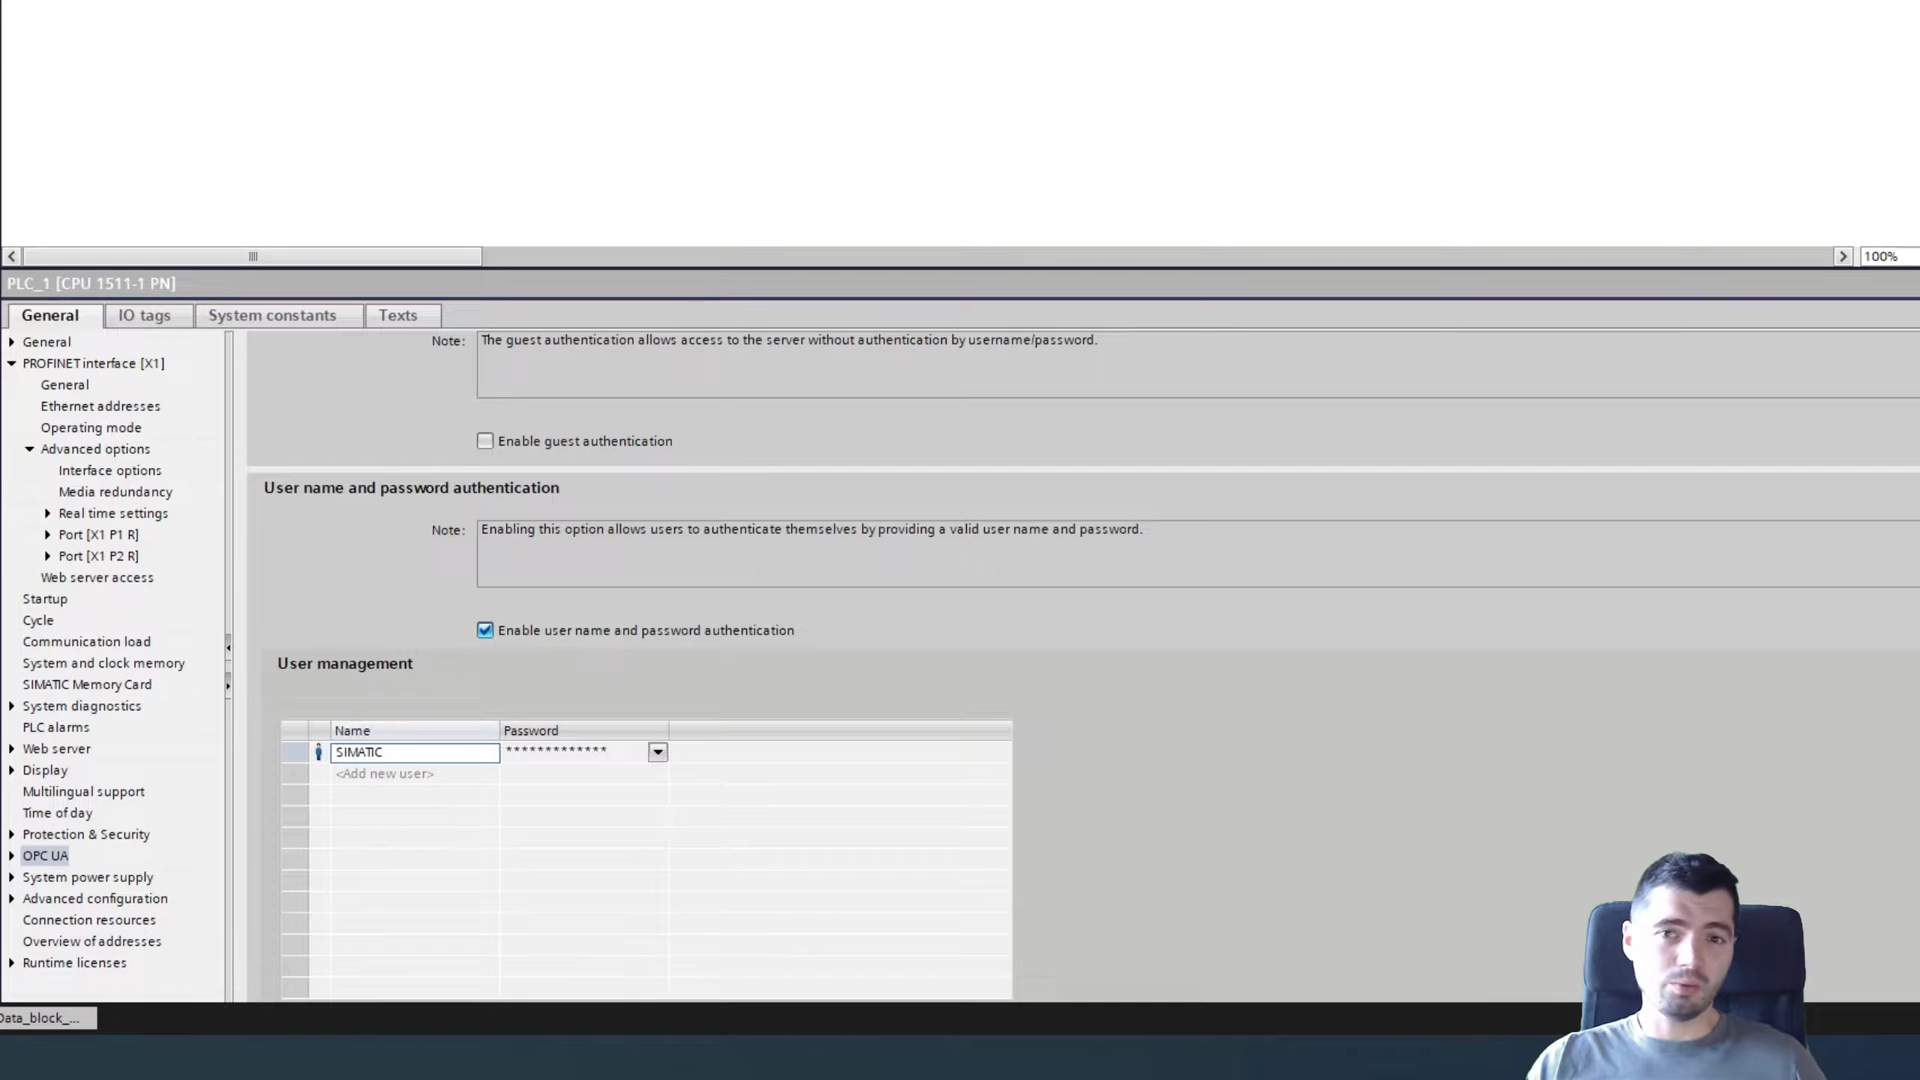 100%
PLC_1 [CPU 1511-1 PN]
General
IO tags
System constants
Texts
General
PROFINET interface [X1]
General
Ethernet addresses
Operating mode
Advanced options
Interface options
Media redundancy
Real time settings
Port [X1 P1 R]
Port [X1 P2 R]
Web server access
Startup
Cycle
Communication load
System and clock memory
SIMATIC Memory Card
System diagnostics
PLC alarms
Web server
Display
Multilingual support
Time of day
Protection & Security
OPC UA
System power supply
Advanced configuration
Connection resources
Overview of addresses
Runtime licenses
Note: The guest authentication allows access to the server without authentication by username/password.
Enable guest authentication
User name and password authentication
Note: Enabling this option allows users to authenticate themselves by providing a valid user name and password.
Enable user name and password authentication
User management
Name Password
SIMATIC *************
<Add new user>
Data_block_...